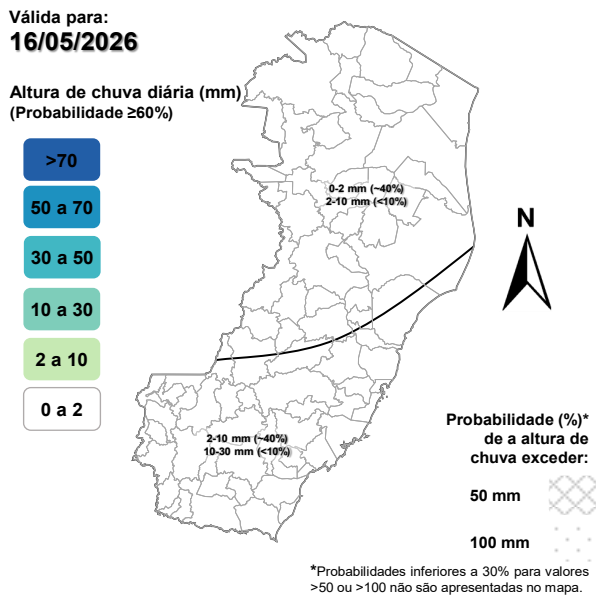 Válida para:
16/05/2026
Altura de chuva diária (mm)
(Probabilidade ≥60%)
>70
50 a 70
30 a 50
10 a 30
2 a 10
0 a 2
0-2 mm (~40%)
2-10 mm (<10%)
N
2-10 mm (~40%)
10-30 mm (<10%)
Probabilidade (%)*
de a altura de
chuva exceder:
50 mm
100 mm
*Probabilidades inferiores a 30% para valores
>50 ou >100 não são apresentadas no mapa.